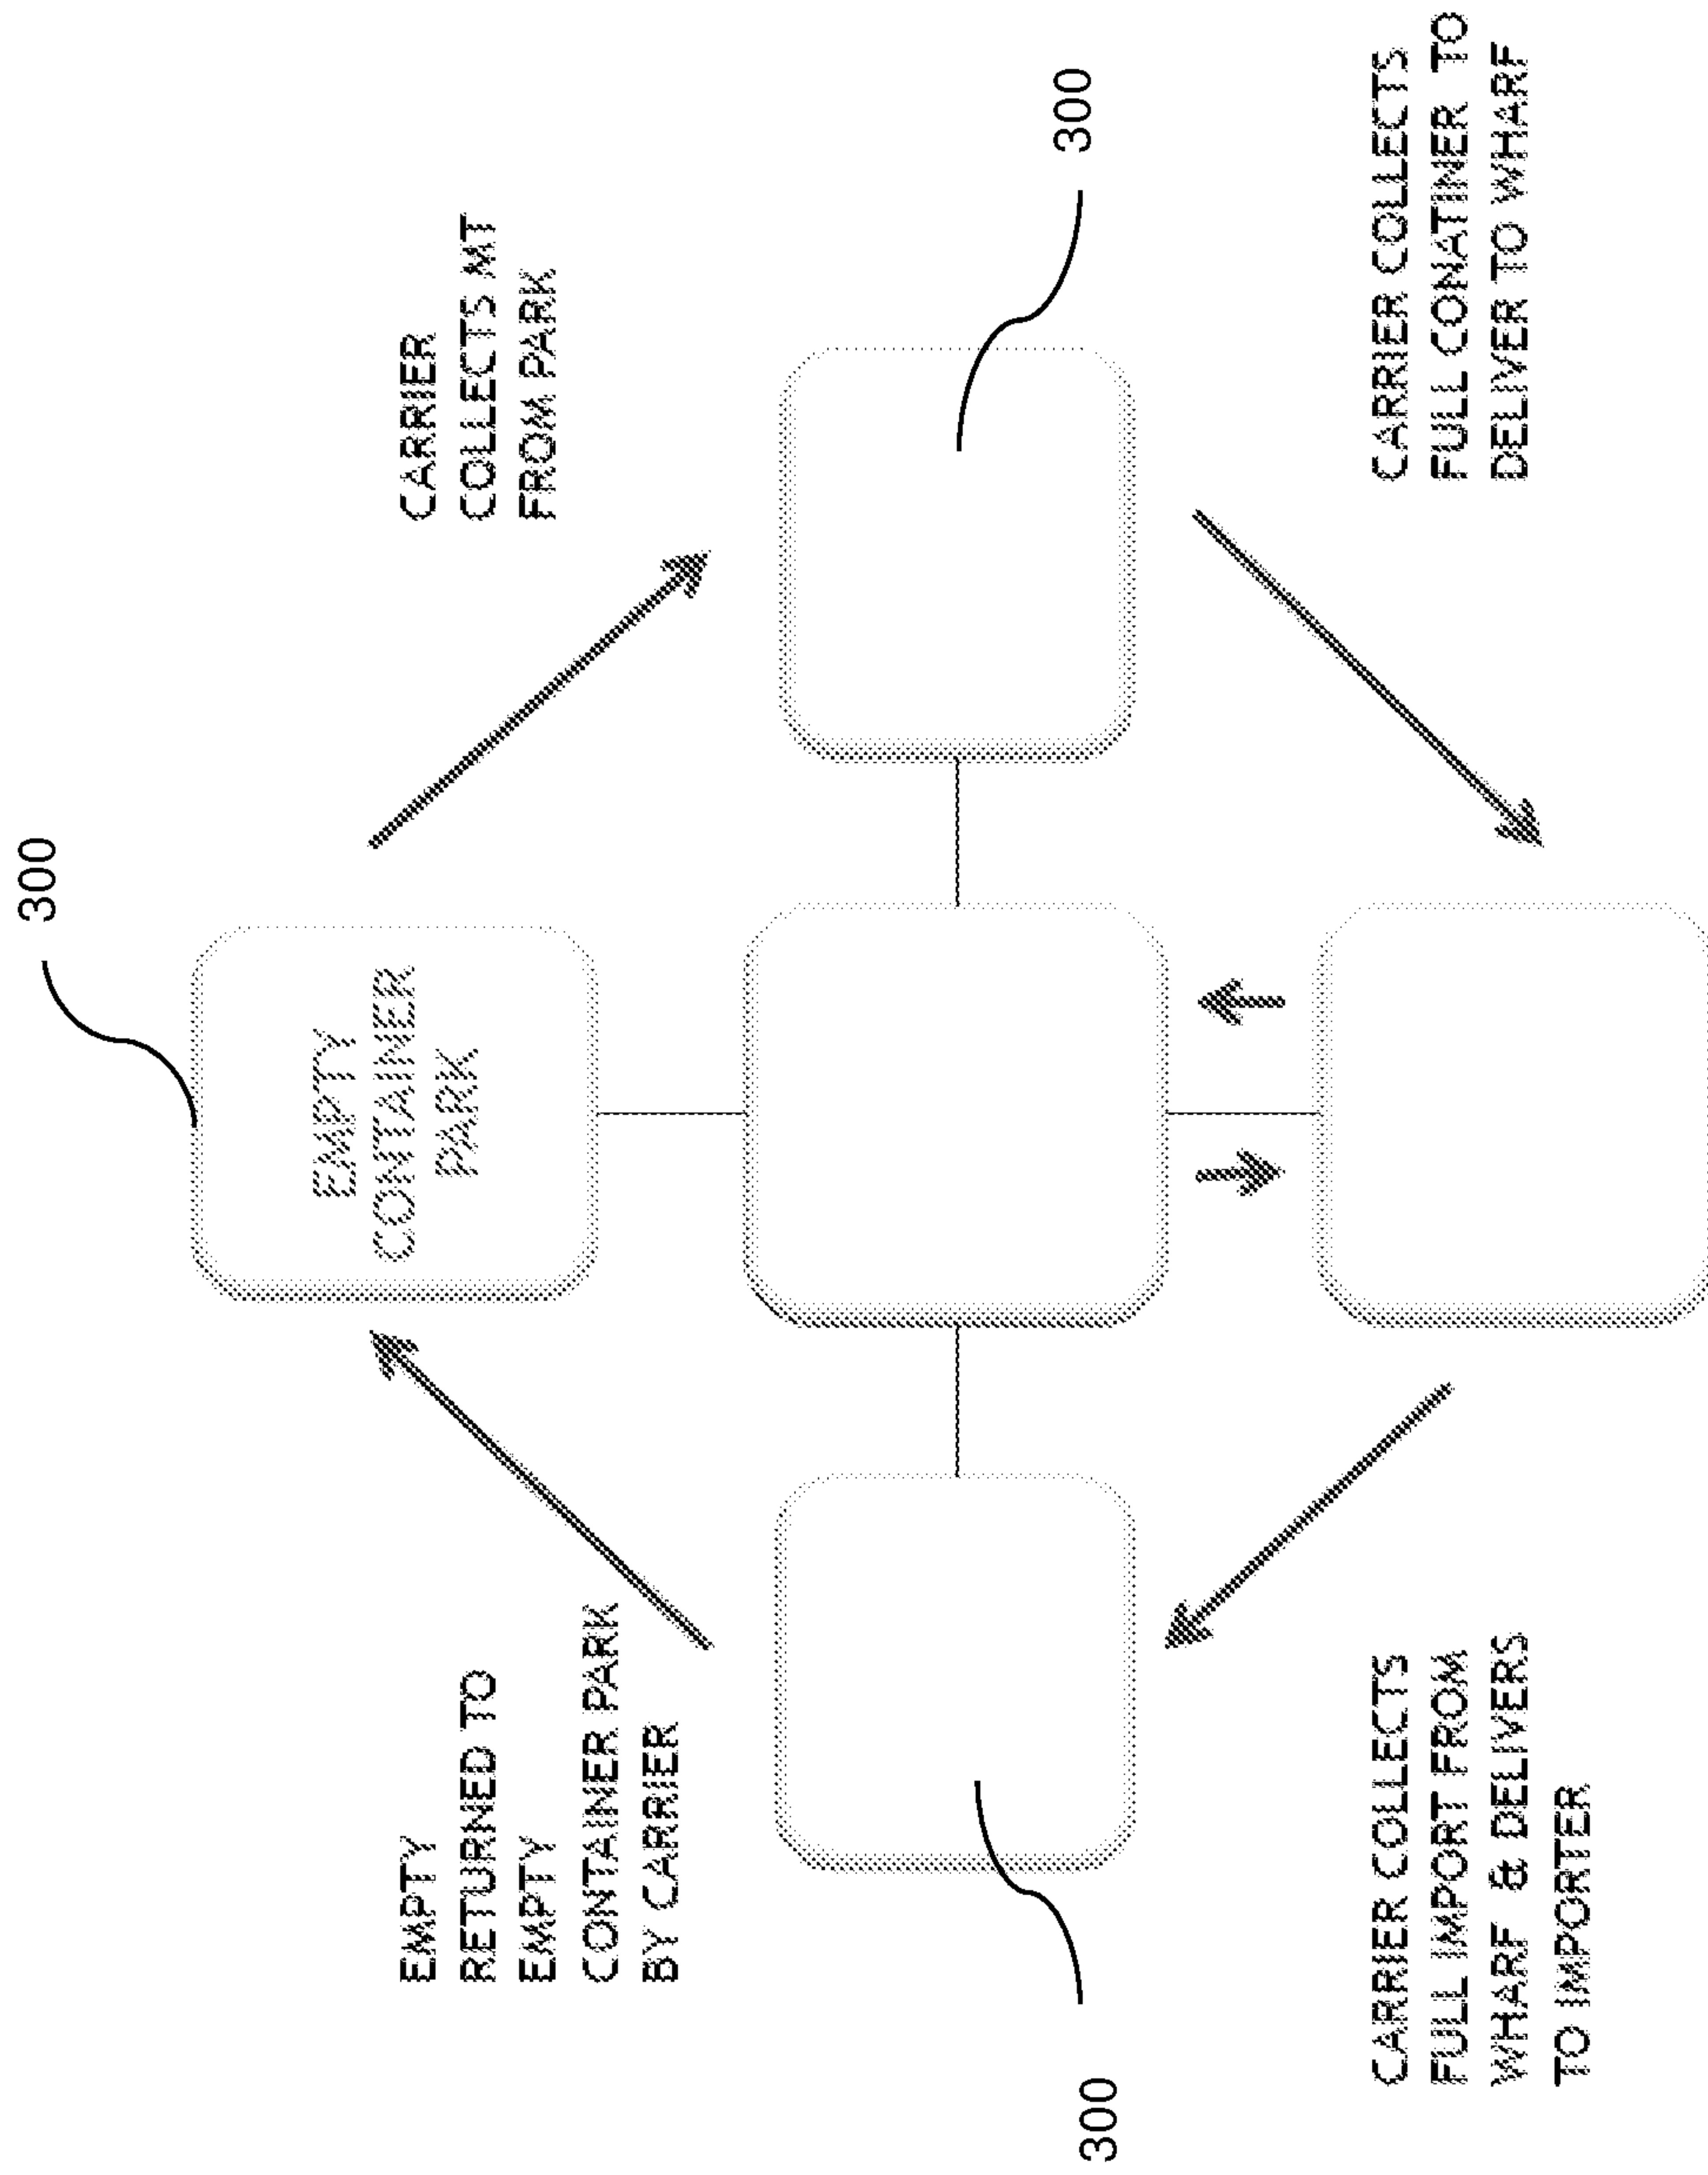 300
EMPTY
CONTAINER
PARK
EMPTY
RETURNED TO
EMPTY
CONTAINER PARK
BY CARRIER
CARRIER
COLLECTS MT
FROM PARK
300
300
CARRIER COLLECTS
FULL IMPORT FROM
WHARF & DELIVERS
TO IMPORTER
CARRIER COLLECTS
FULL CONATINER TO
DELIVER TO WHARF